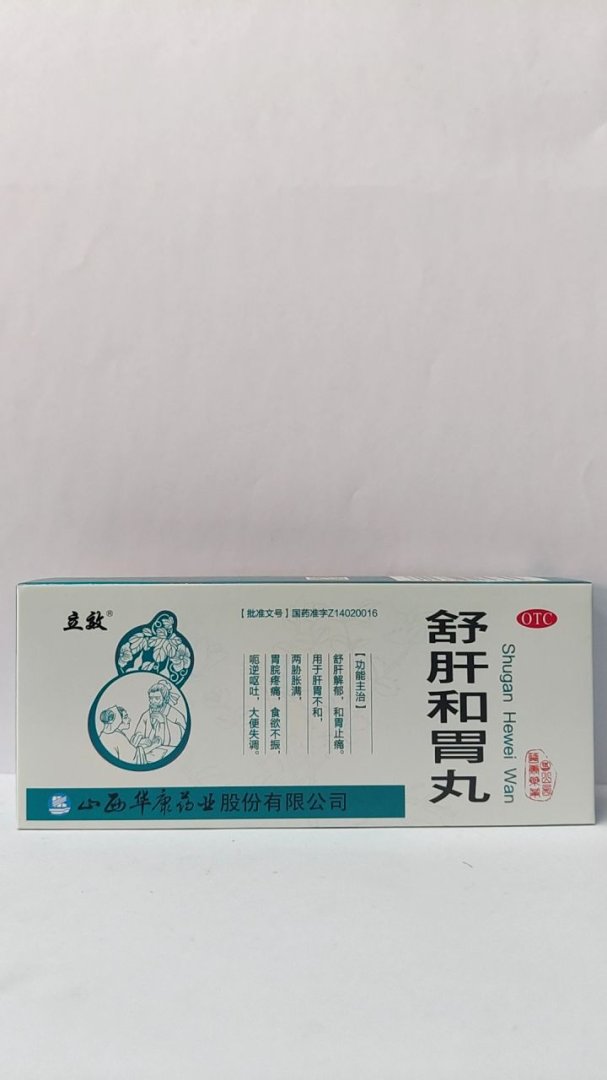 立效®
【批准文号】国药准字Z14020016
【功能主治】
舒肝解郁，和胃止痛。
用于肝胃不和，
两胁胀满，
胃脘疼痛，食欲不振，
呃逆呕吐，大便失调。
舒肝和胃丸
Shugan Hewei Wan
OTC
山西华康药业股份有限公司